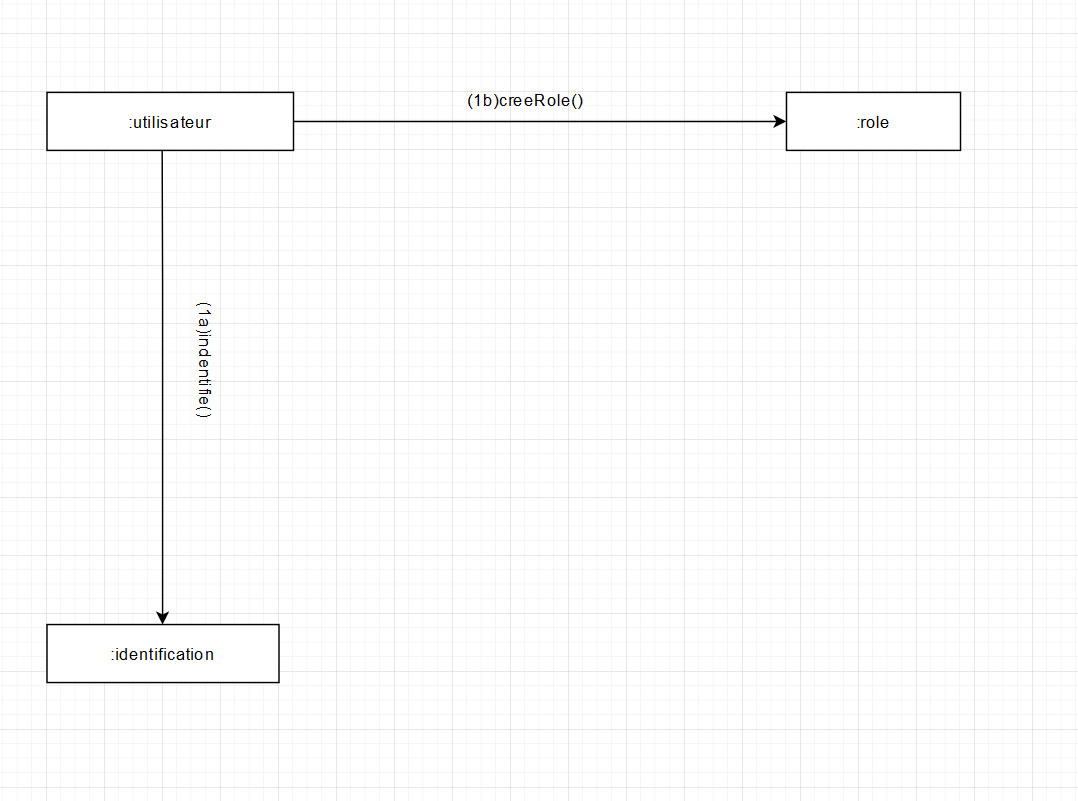 (1b)creeRole()
:utilisateur
:role
(1a)indentifie()
:identification